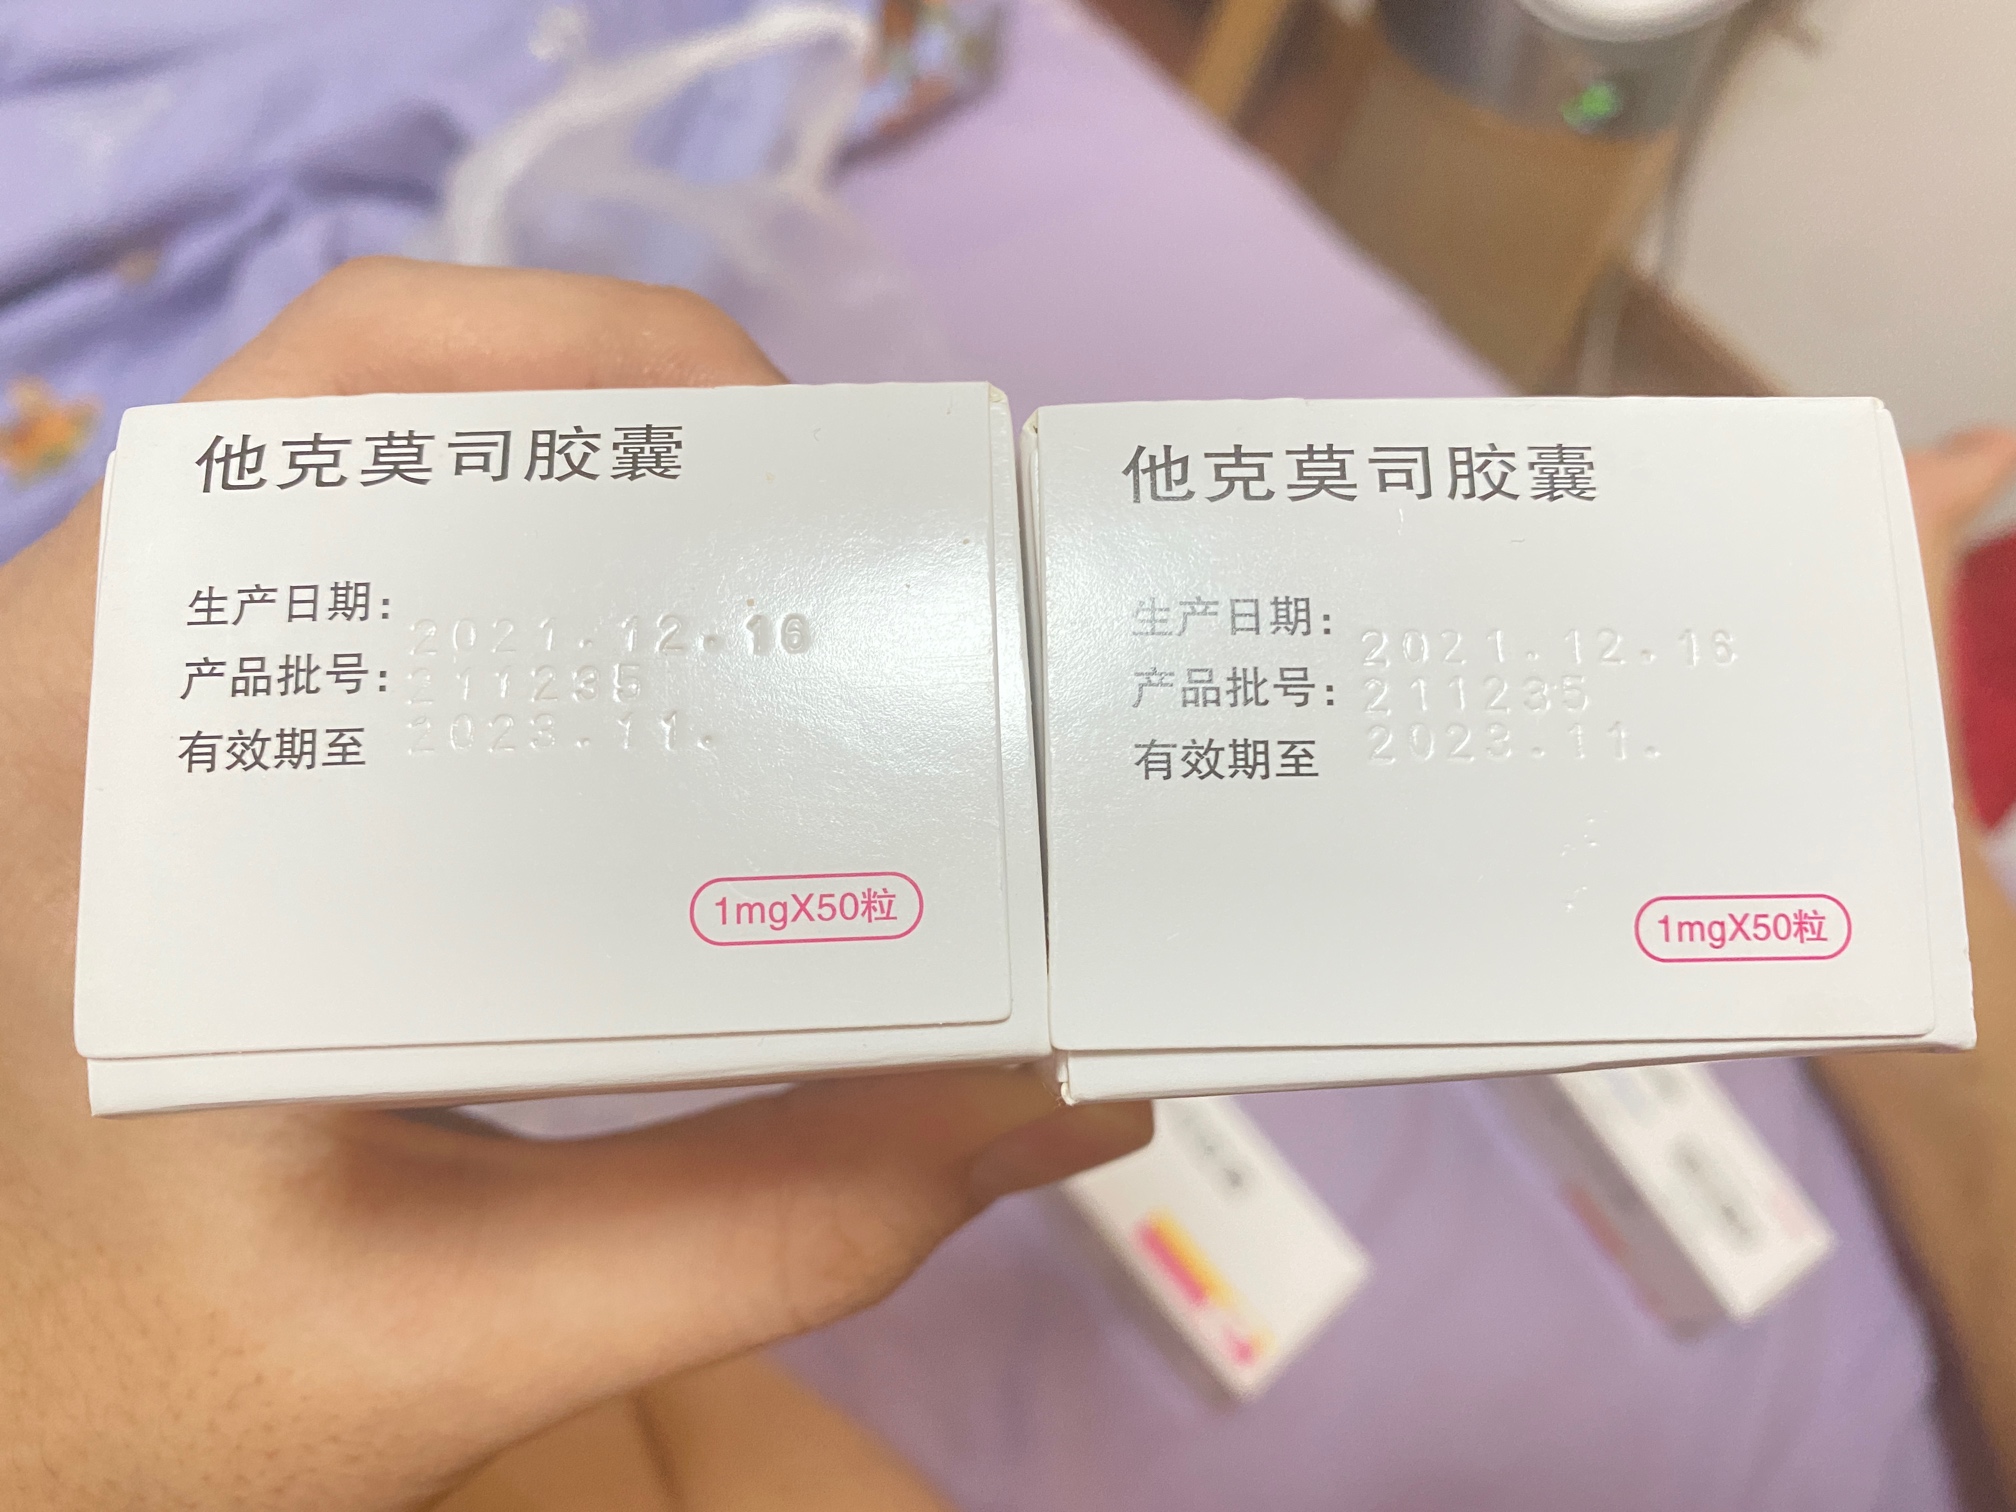 他克莫司胶囊
生产日期: 2021.12.16
产品批号: 211235
有效期至 2023.11.
1mgX50粒
他克莫司胶囊
生产日期: 2021.12.16
产品批号: 211235
有效期至 2023.11.
1mgX50粒